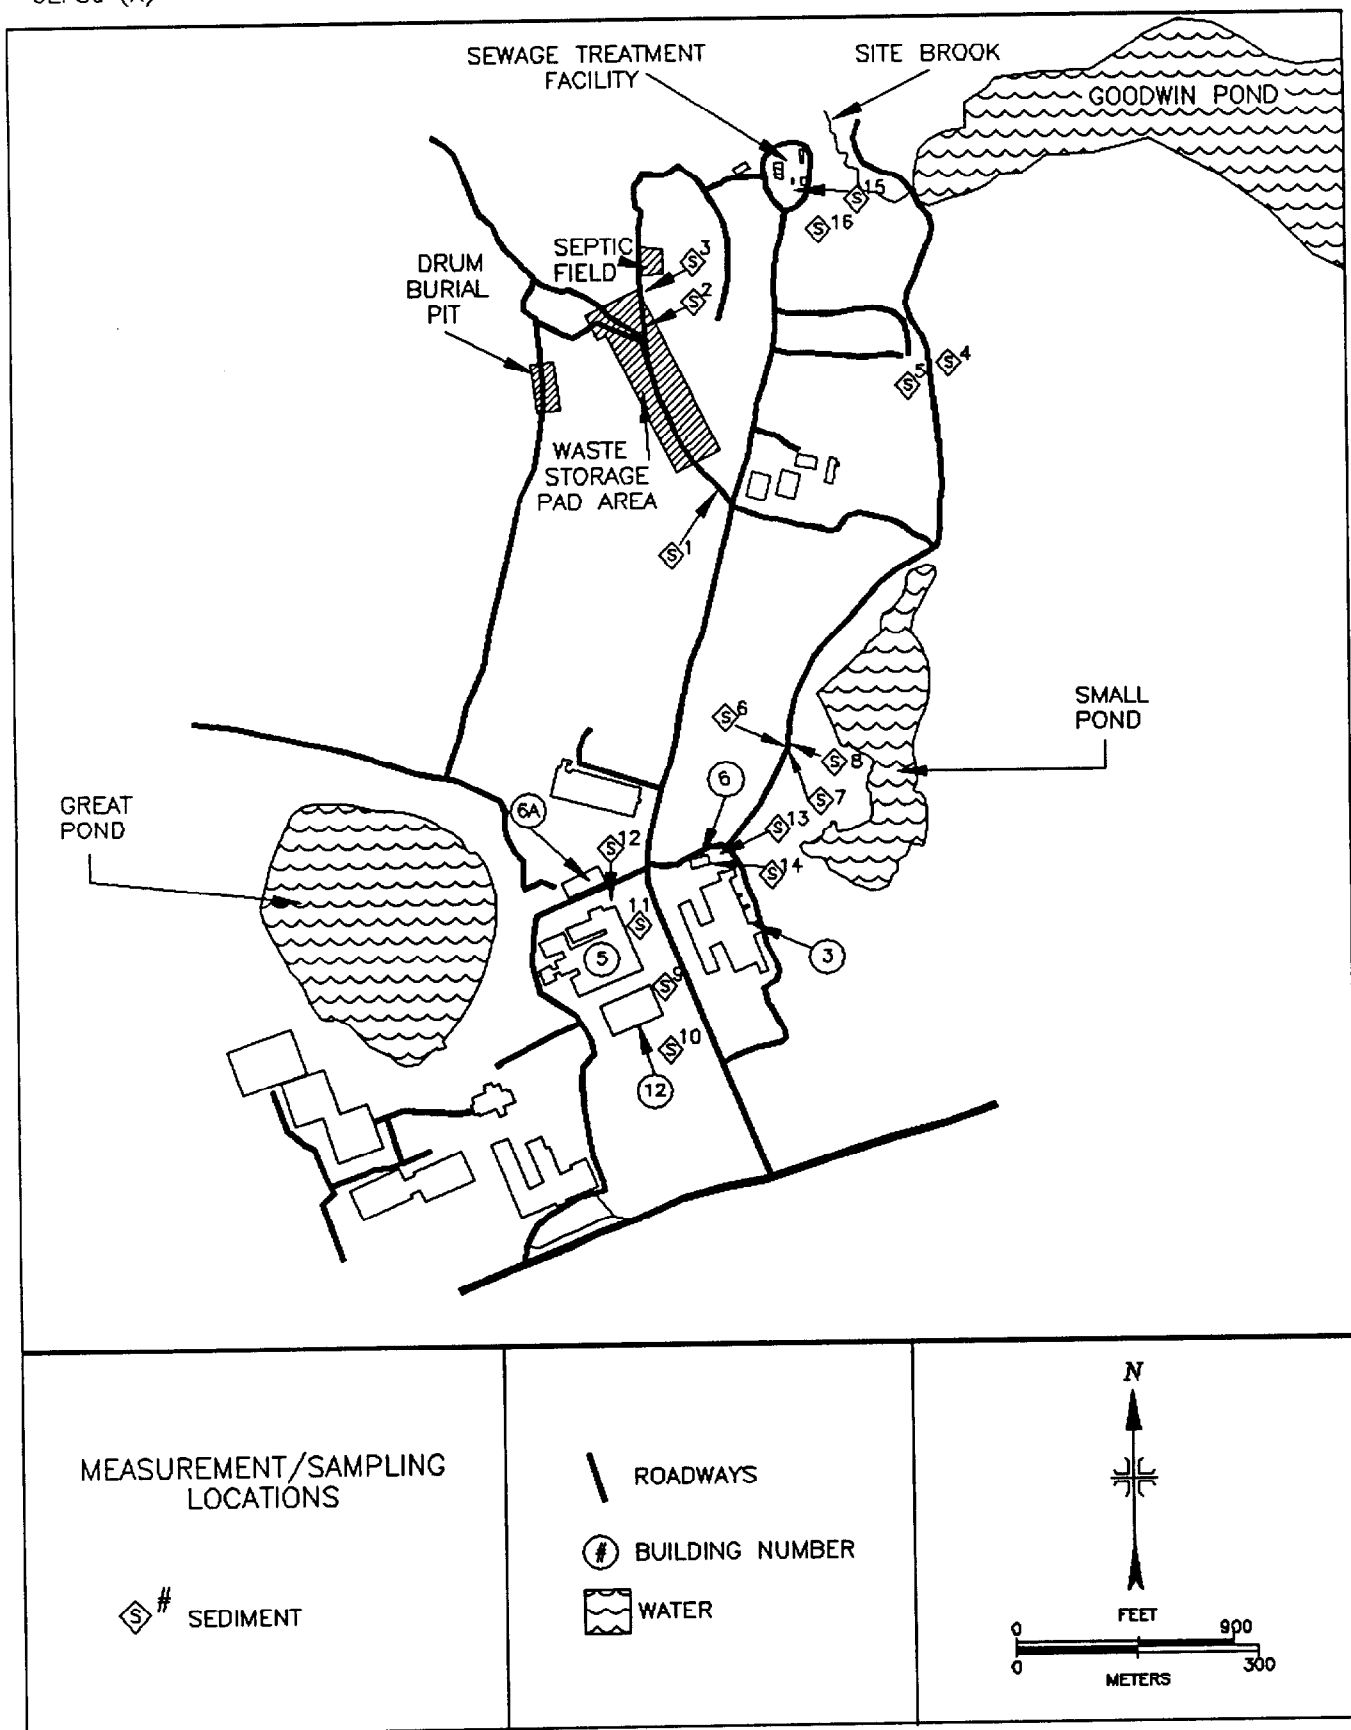 SEWAGE TREATMENT
FACILITY
SITE BROOK
GOODWIN POND
15
16
SEPTIC
FIELD
3
2
DRUM
BURIAL
PIT
4
5
WASTE
STORAGE
PAD AREA
1
SMALL
POND
6
8
7
6
GREAT
POND
6A
12
13
14
11
5
3
9
10
12
MEASUREMENT/SAMPLING
LOCATIONS
S # SEDIMENT
ROADWAYS
# BUILDING NUMBER
WATER
N
FEET
0 900
0 300
METERS